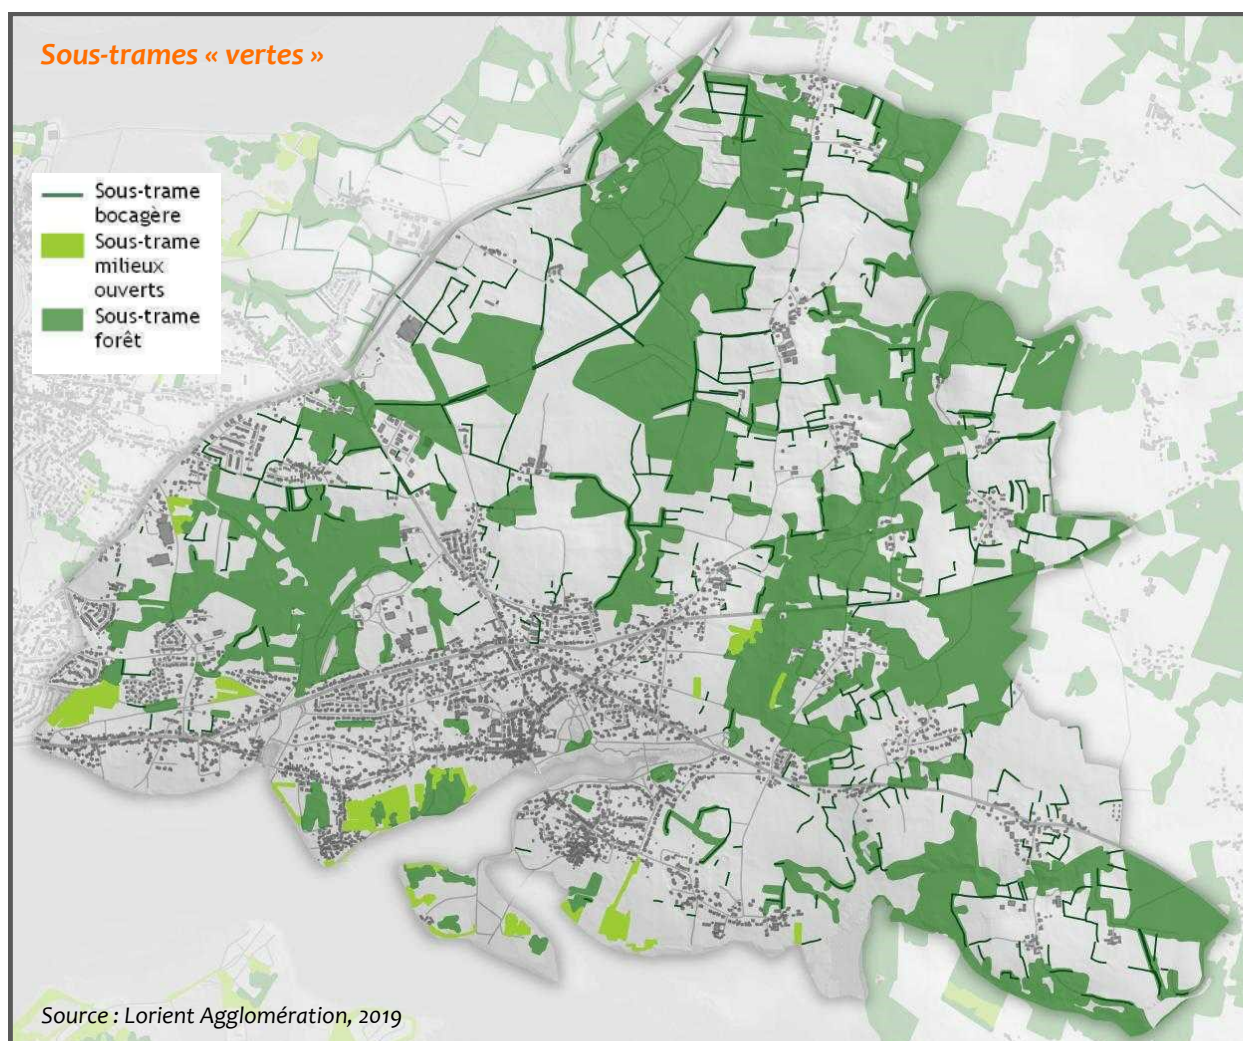 Sous-trames « vertes »
Sous-trame
bocagère
Sous-trame
milieux
ouverts
Sous-trame
forêt
Source : Lorient Agglomération, 2019